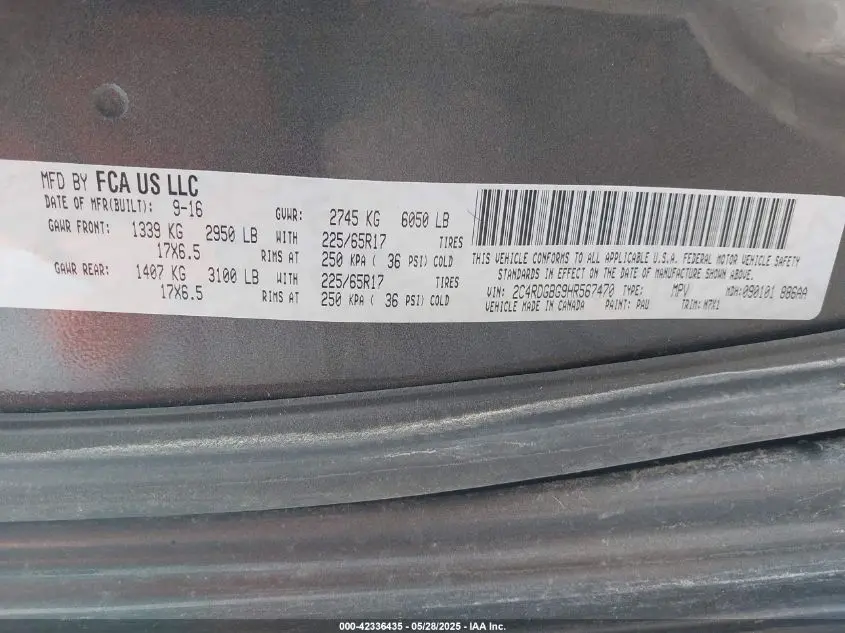 MFD BY FCA US LLC
DATE OF MFR(BUILT): 9-16 GVWR: 2745 KG 6050 LB
GAWR FRONT: 1339 KG 2950 LB WITH 225/65R17 TIRES
17X6.5 RIMS AT 250 KPA ( 36 PSI) COLD
GAWR REAR: 1407 KG 3100 LB WITH 225/65R17 TIRES
17X6.5 RIMS AT 250 KPA ( 36 PSI) COLD
THIS VEHICLE CONFORMS TO ALL APPLICABLE U.S.A. FEDERAL MOTOR VEHICLE SAFETY
STANDARDS IN EFFECT ON THE DATE OF MANUFACTURE SHOWN ABOVE.
VIN: 2C4RDGBG9HR567470 TYPE: MPV MDH:090101 886AA
VEHICLE MADE IN CANADA PAINT: PAU TRIM: M7X1
000-42336435 - 05/28/2025 - IAA Inc.